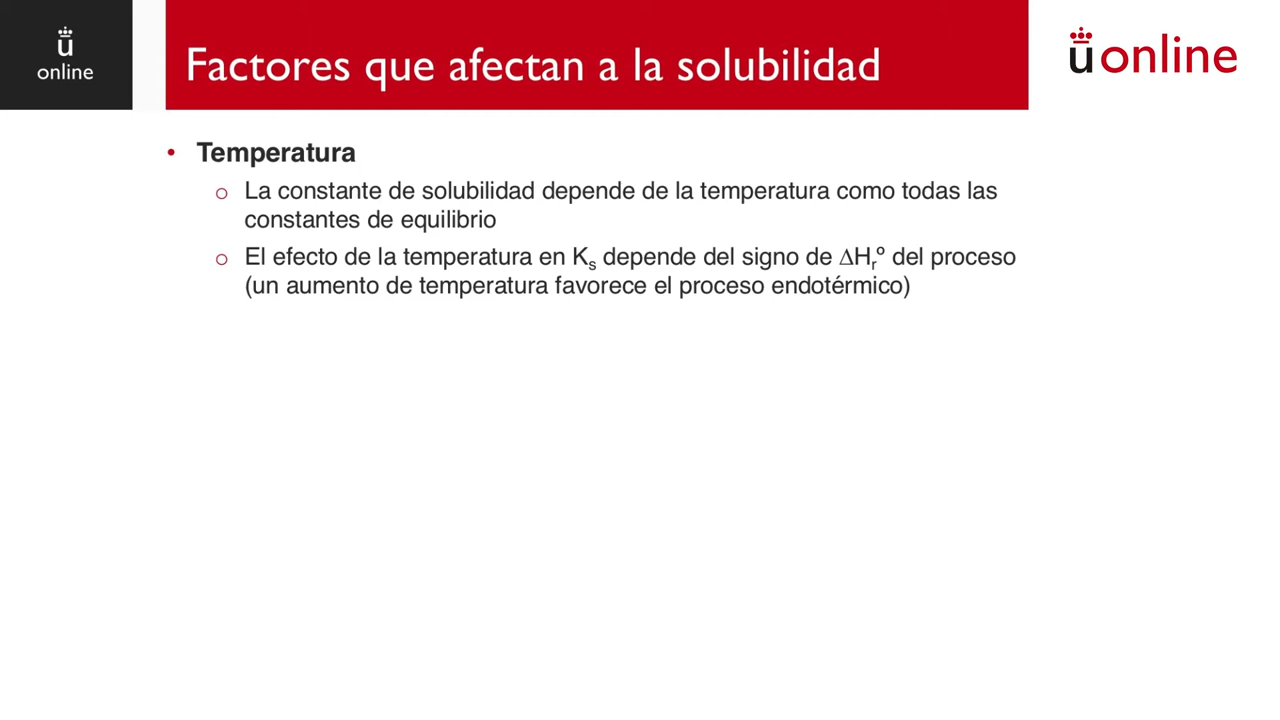 u
online
Factores que afectan a la solubilidad
u online
• Temperatura
o La constante de solubilidad depende de la temperatura como todas las
constantes de equilibrio
o El efecto de la temperatura en Kₛ depende del signo de ∆Hᵣº del proceso
(un aumento de temperatura favorece el proceso endotérmico)